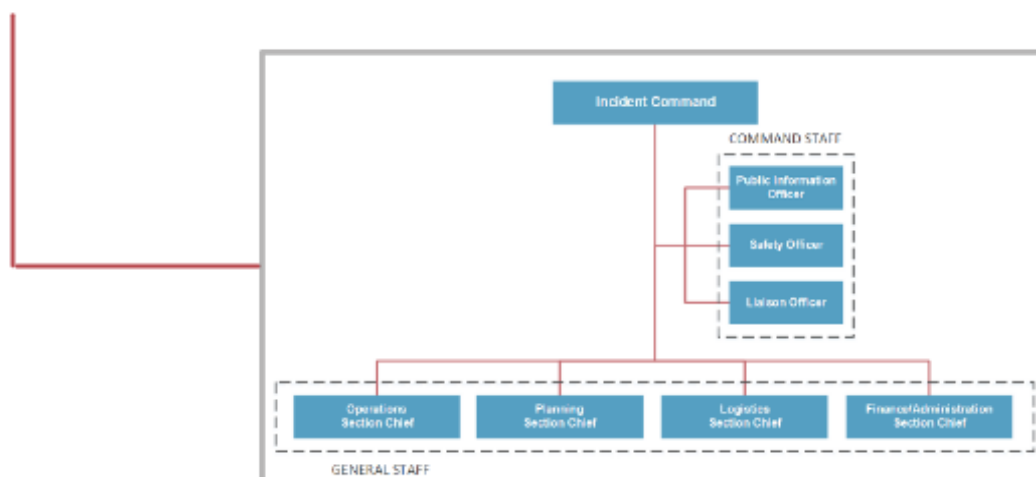 Incident Command
COMMAND STAFF
Public Information
Officer
Safety Officer
Liaison Officer
Operations
Section Chief
Planning
Section Chief
Logistics
Section Chief
Finance/Administration
Section Chief
GENERAL STAFF